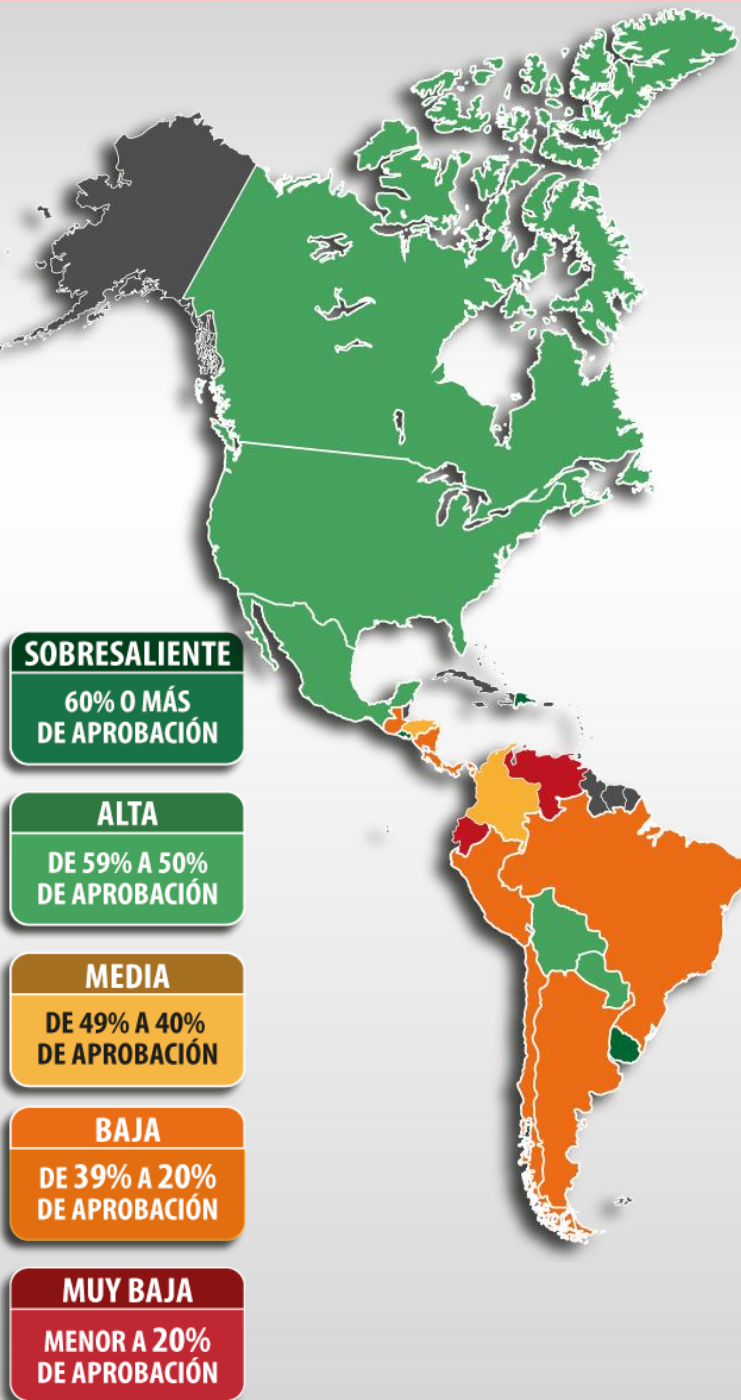 SOBRESALIENTE
60% O MÁS
DE APROBACIÓN
ALTA
DE 59% A 50%
DE APROBACIÓN
MEDIA
DE 49% A 40%
DE APROBACIÓN
BAJA
DE 39% A 20%
DE APROBACIÓN
MUY BAJA
MENOR A 20%
DE APROBACIÓN